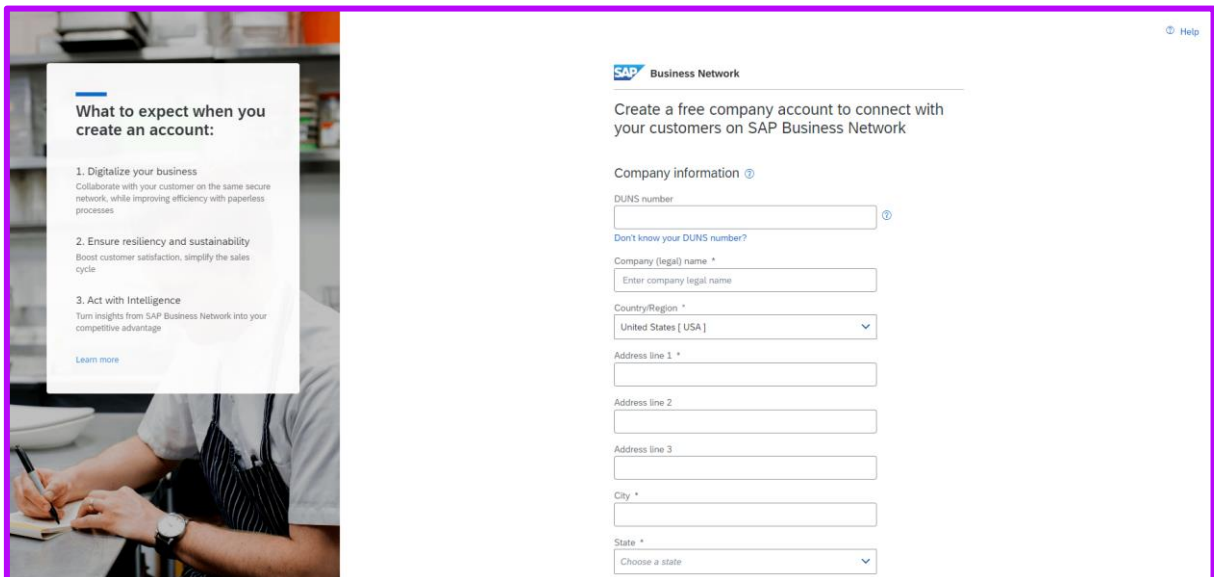 Help
What to expect when you
create an account:
1. Digitalize your business
Collaborate with your customer on the same secure
network, while improving efficiency with paperless
processes
2. Ensure resiliency and sustainability
Boost customer satisfaction, simplify the sales
cycle
3. Act with Intelligence
Turn insights from SAP Business Network into your
competitive advantage
Learn more
SAP Business Network
Create a free company account to connect with
your customers on SAP Business Network
Company information
DUNS number
Don't know your DUNS number?
Company (legal) name *
Enter company legal name
Country/Region *
United States [ USA ]
Address line 1 *
Address line 2
Address line 3
City *
State *
Choose a state